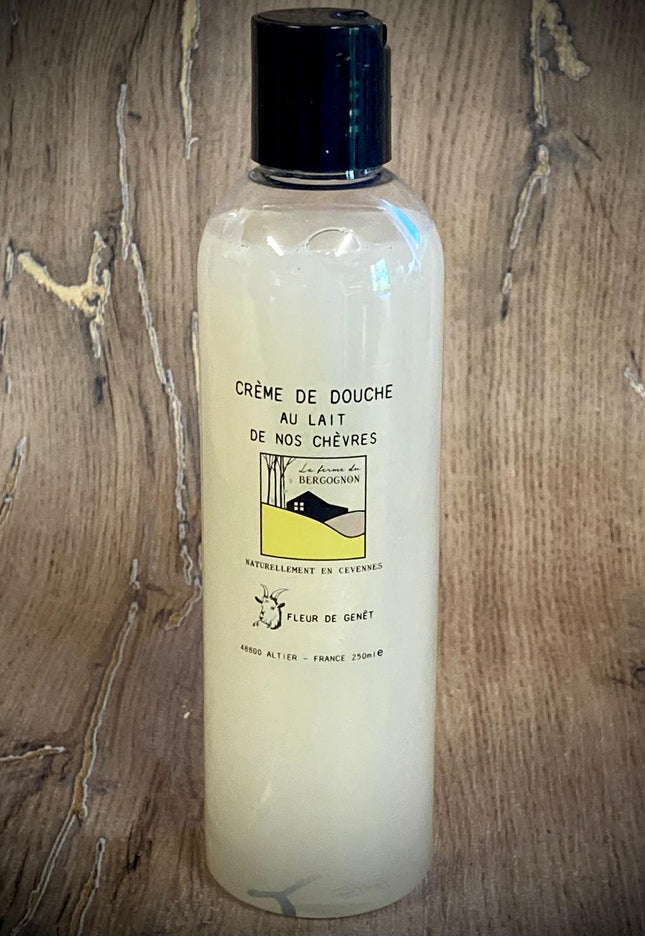 CRÈME DE DOUCHE
AU LAIT
DE NOS CHÈVRES
La ferme du
BERGOGNON
NATURELLEMENT EN CEVENNES
FLEUR DE GENÊT
48800 ALTIER - FRANCE 250ml e